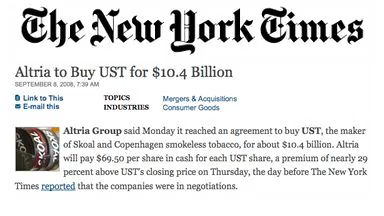 The New York Times
Altria to Buy UST for $10.4 Billion
SEPTEMBER 8, 2008, 7:39 AM
Link to This TOPICS Mergers & Acquisitions
E-mail this INDUSTRIES Consumer Goods
SKOAL
Altria Group said Monday it reached an agreement to buy UST, the maker
of Skoal and Copenhagen smokeless tobacco, for about $10.4 billion. Altria
will pay $69.50 per share in cash for each UST share, a premium of nearly 29
percent above UST's closing price on Thursday, the day before The New York
Times reported that the companies were in negotiations.